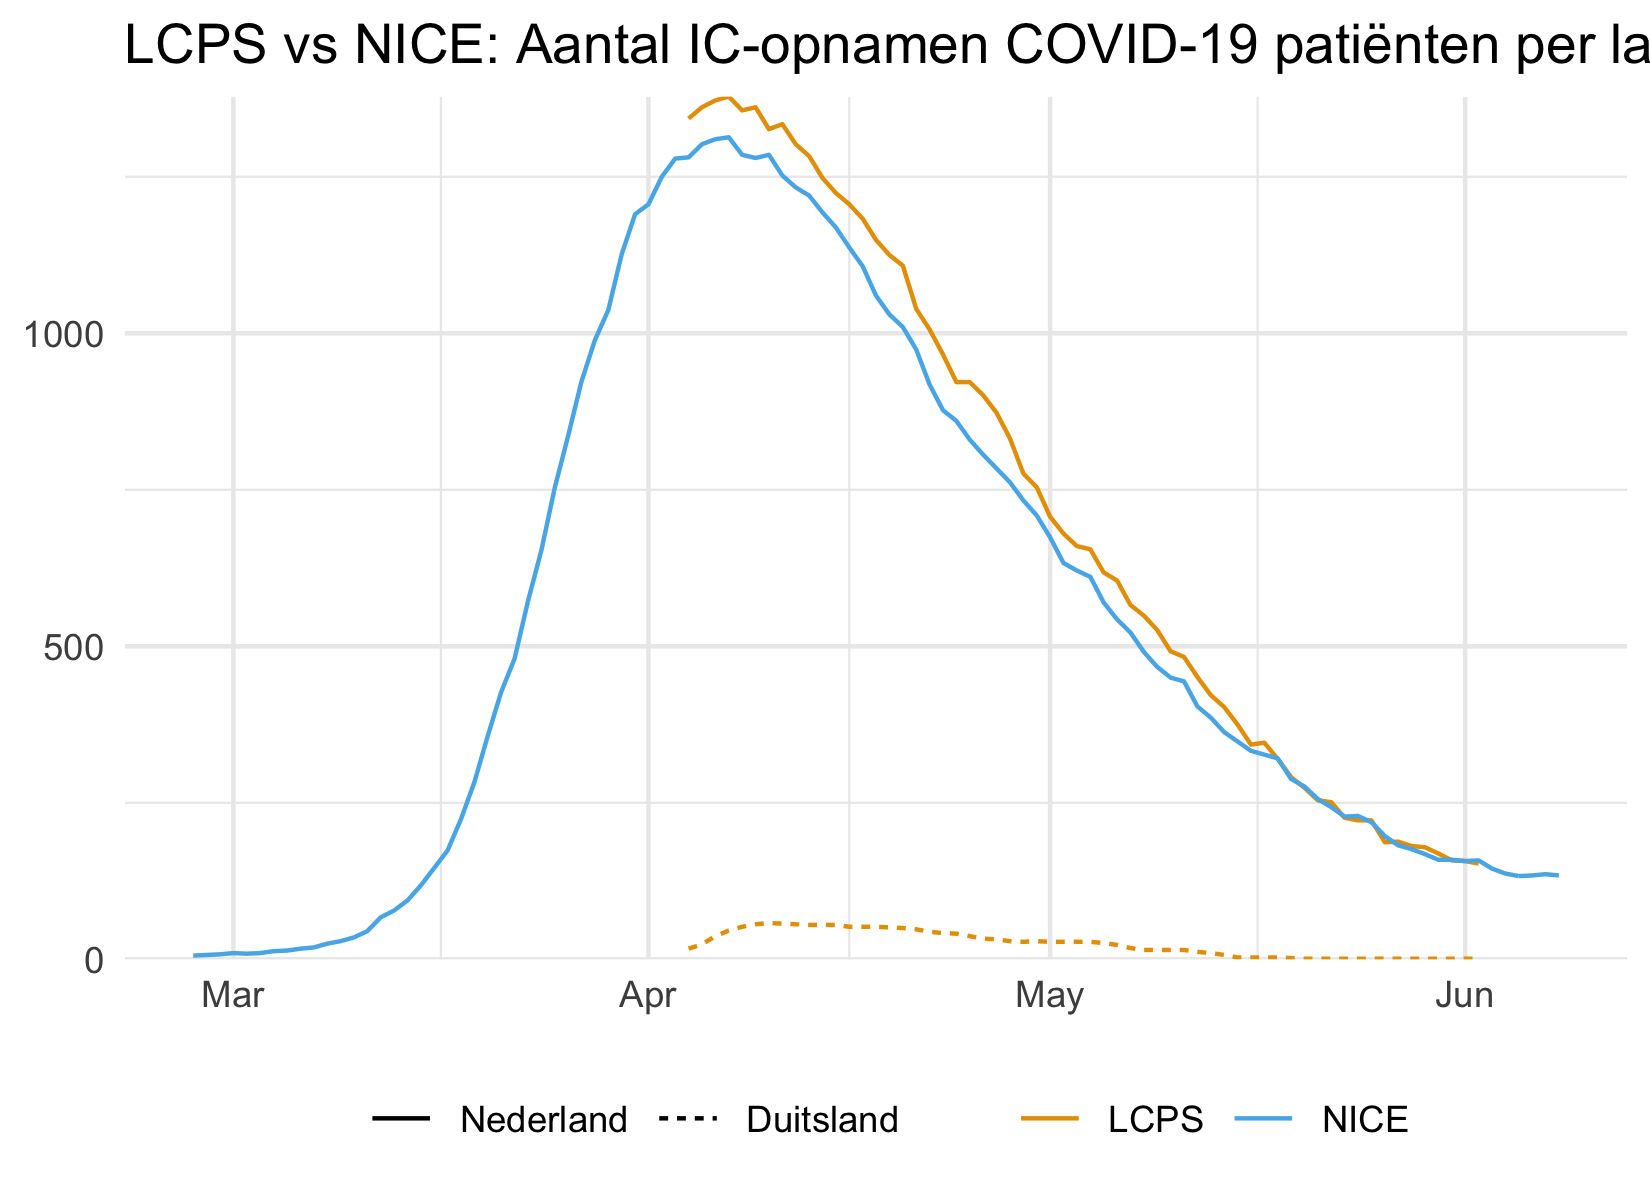 LCPS vs NICE: Aantal IC-opnamen COVID-19 patiënten per la
1000
500
0
Mar Apr May Jun
Nederland Duitsland LCPS NICE